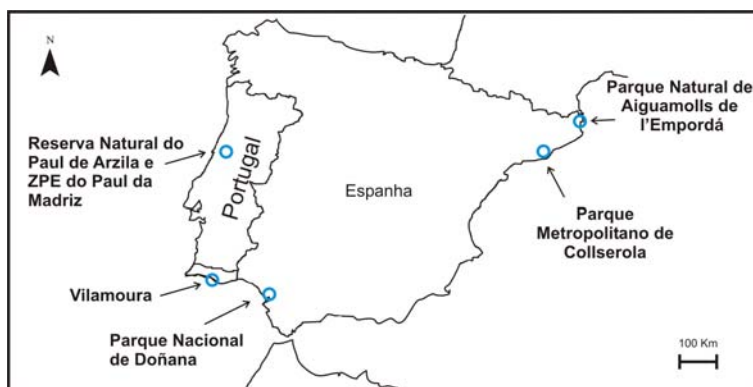 N
Parque Natural de
Aiguamolls de
l'Empordá
Reserva Natural do
Paul de Arzila e
ZPE do Paul da
Madriz
Portugal
Espanha
Parque
Metropolitano de
Collserola
Vilamoura
Parque Nacional
de Doñana
100 Km